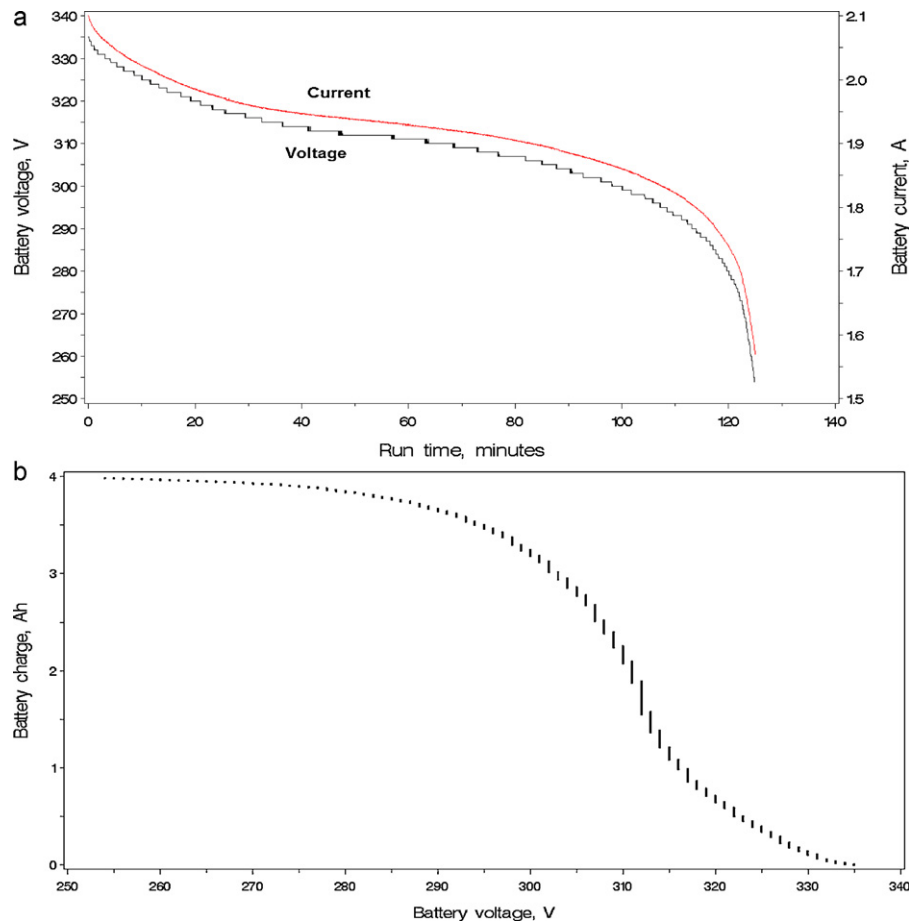 a
340
330
320
310
300
290
280
270
260
250
Battery voltage, V
2.1
2.0
1.9
1.8
1.7
1.6
1.5
Battery current, A
Current
Voltage
0 20 40 60 80 100 120 140
Run time, minutes
b
4
3
2
1
0
Battery charge, Ah
250 260 270 280 290 300 310 320 330 340
Battery voltage, V